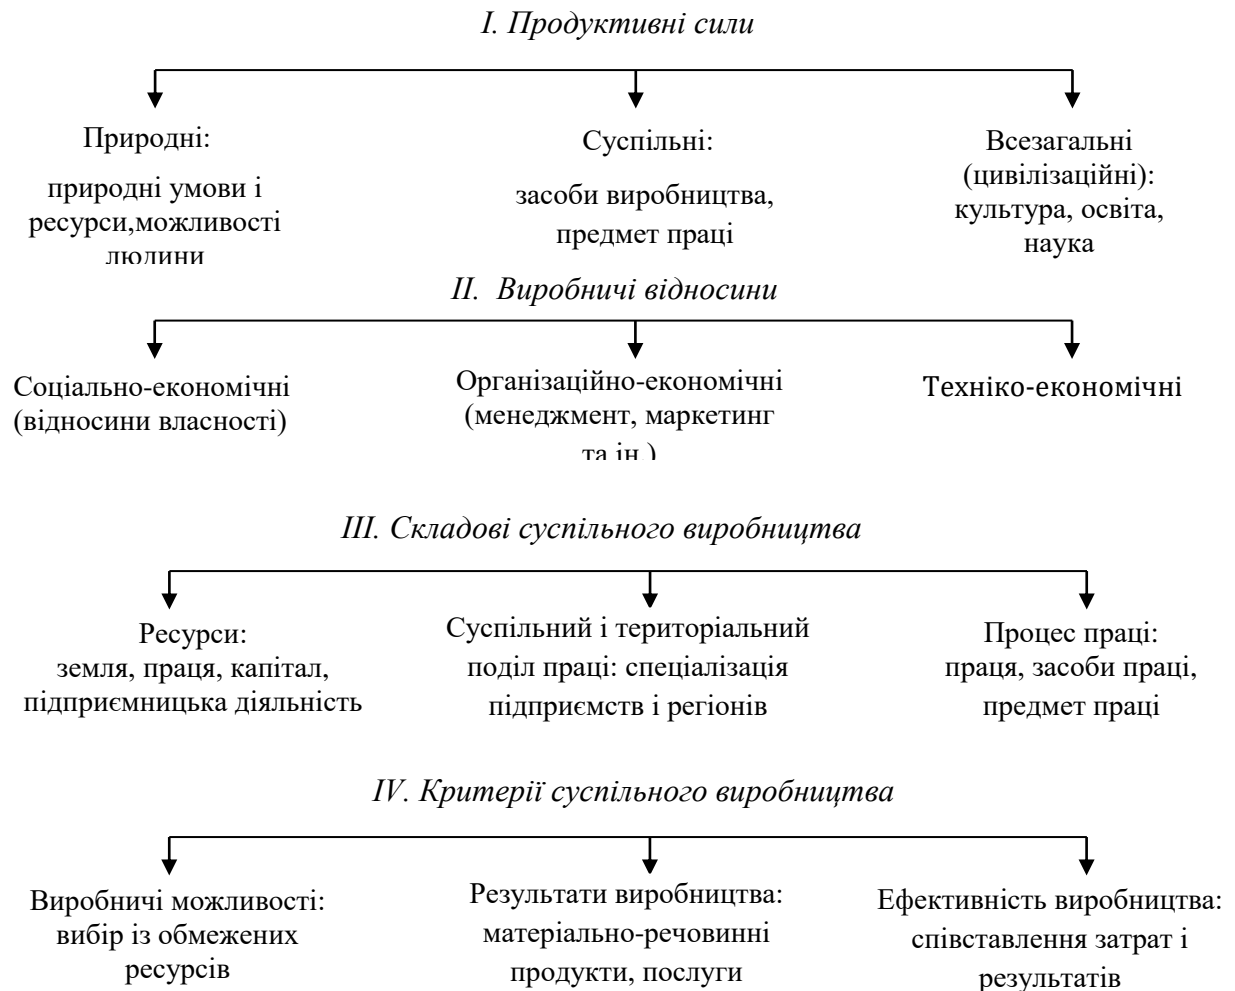 I. Продуктивні сили
Природні:
природні умови і
ресурси,можливості
людини
Суспільні:
засоби виробництва,
предмет праці
Всезагальні
(цивілізаційні):
культура, освіта,
наука
II. Виробничі відносини
Соціально-економічні
(відносини власності)
Організаційно-економічні
(менеджмент, маркетинг
та ін.)
Техніко-економічні
III. Складові суспільного виробництва
Ресурси:
земля, праця, капітал,
підприємницька діяльність
Суспільний і територіальний
поділ праці: спеціалізація
підприємств і регіонів
Процес праці:
праця, засоби праці,
предмет праці
IV. Критерії суспільного виробництва
Виробничі можливості:
вибір із обмежених
ресурсів
Результати виробництва:
матеріально-речовинні
продукти, послуги
Ефективність виробництва:
співставлення затрат і
результатів